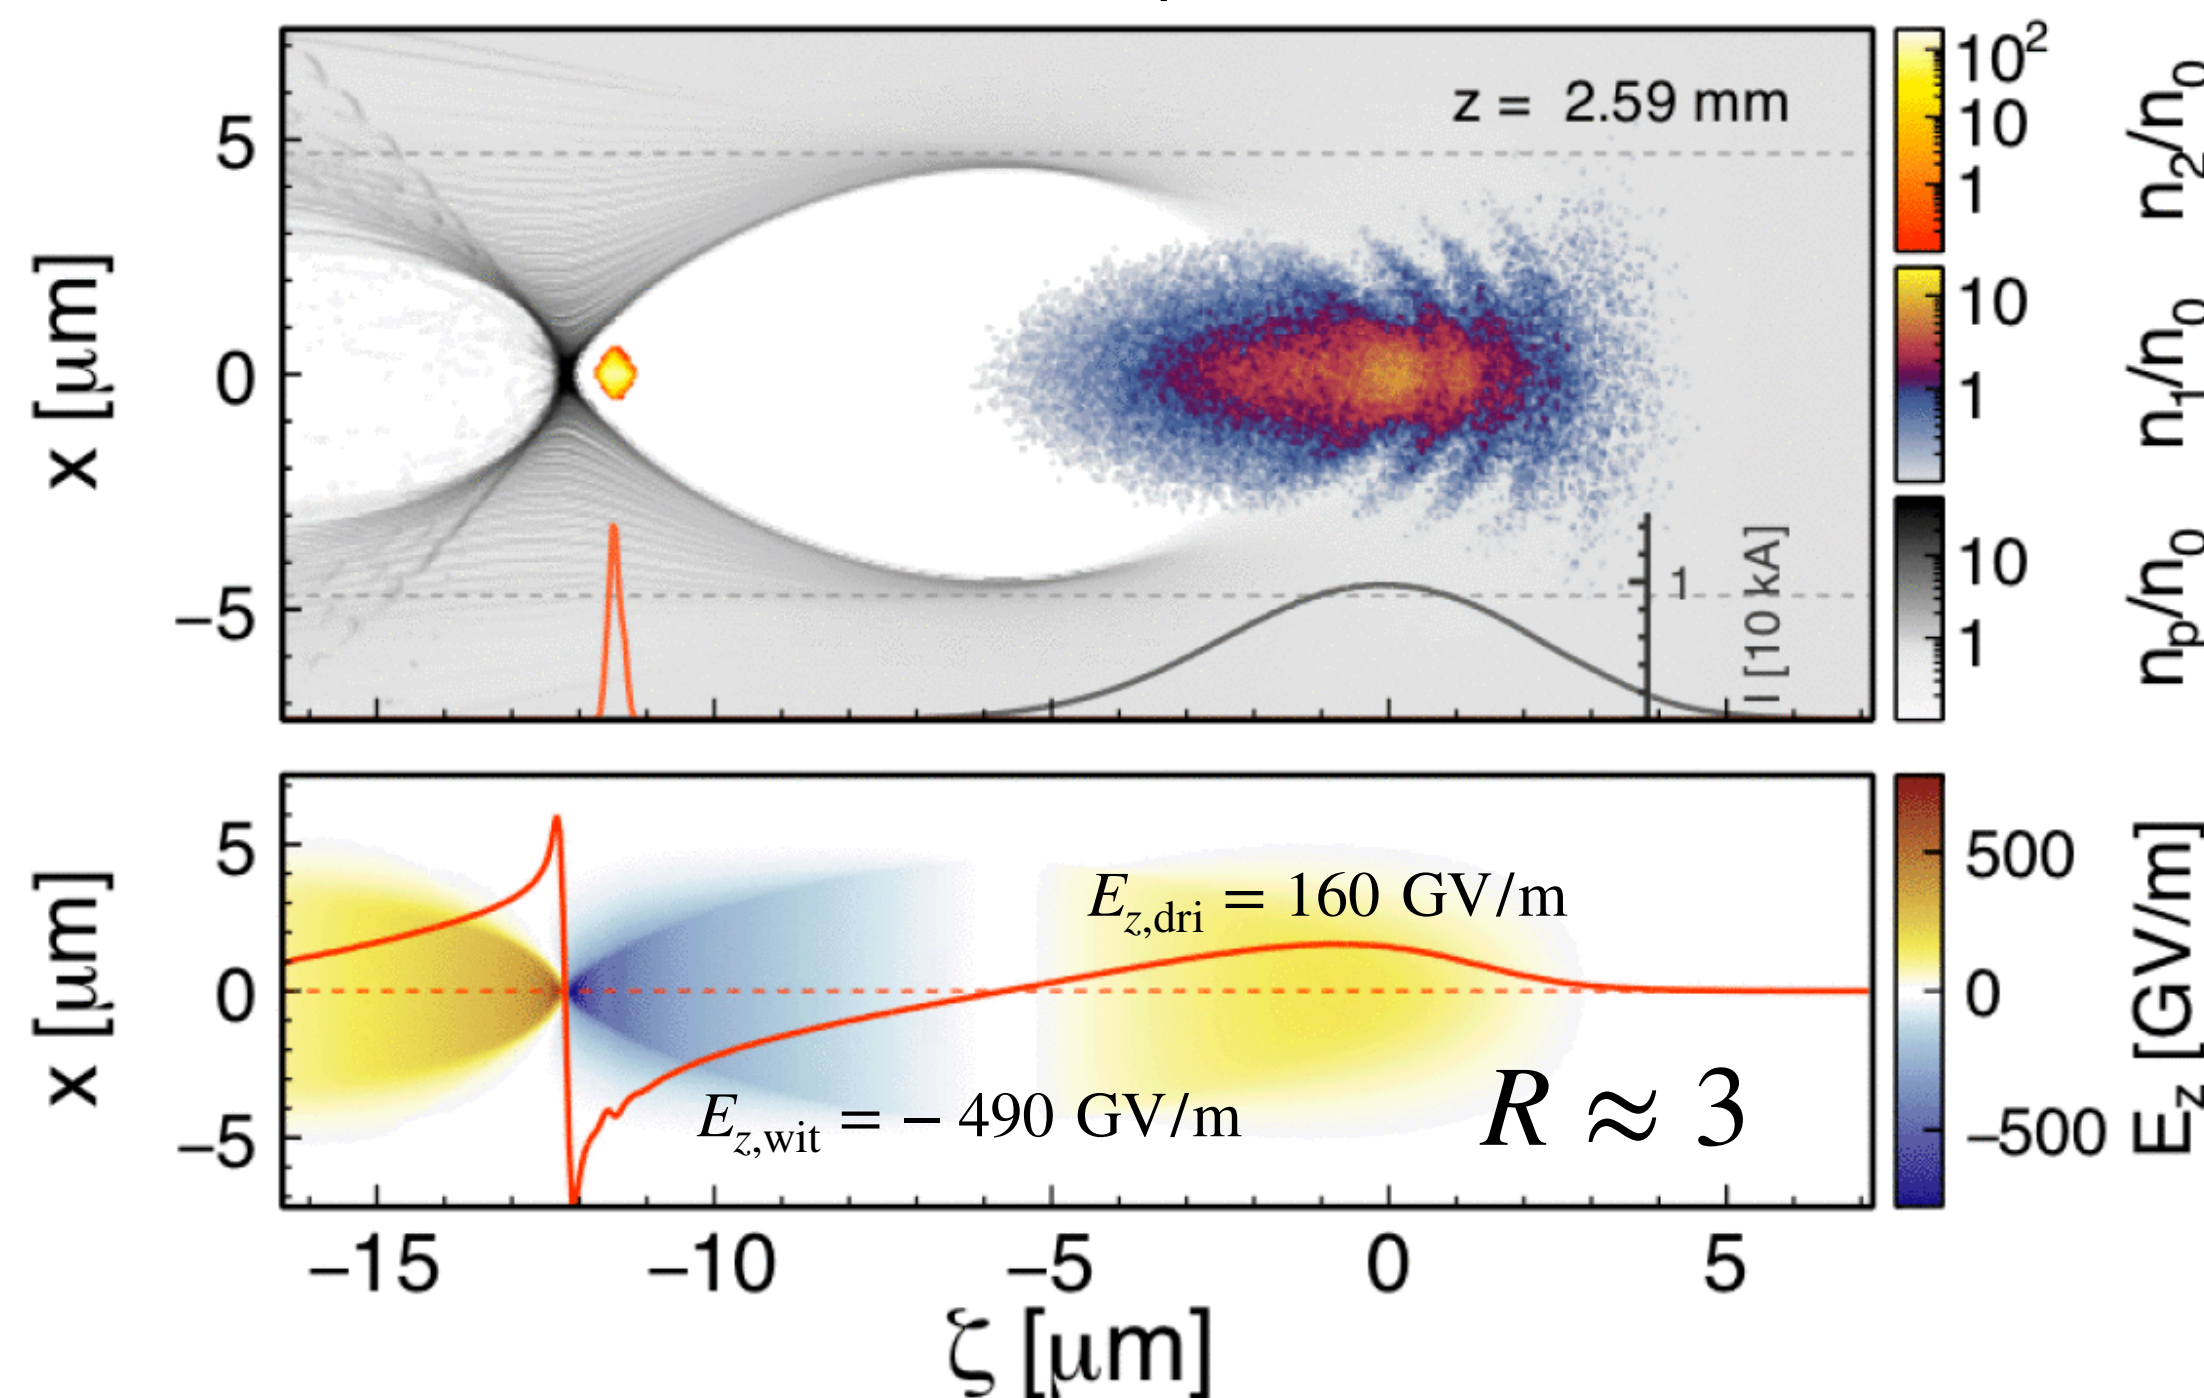 z = 2.59 mm
x [μm]
5
0
−5
1
I [10 kA]
10²
10
1
n₂/n₀
10
1
n₁/n₀
10
1
nₚ/n₀
E_z,dri = 160 GV/m
E_z,wit = − 490 GV/m
R ≈ 3
x [μm]
5
0
−5
500
0
−500
E_z [GV/m]
−15 −10 −5 0 5
ζ [μm]